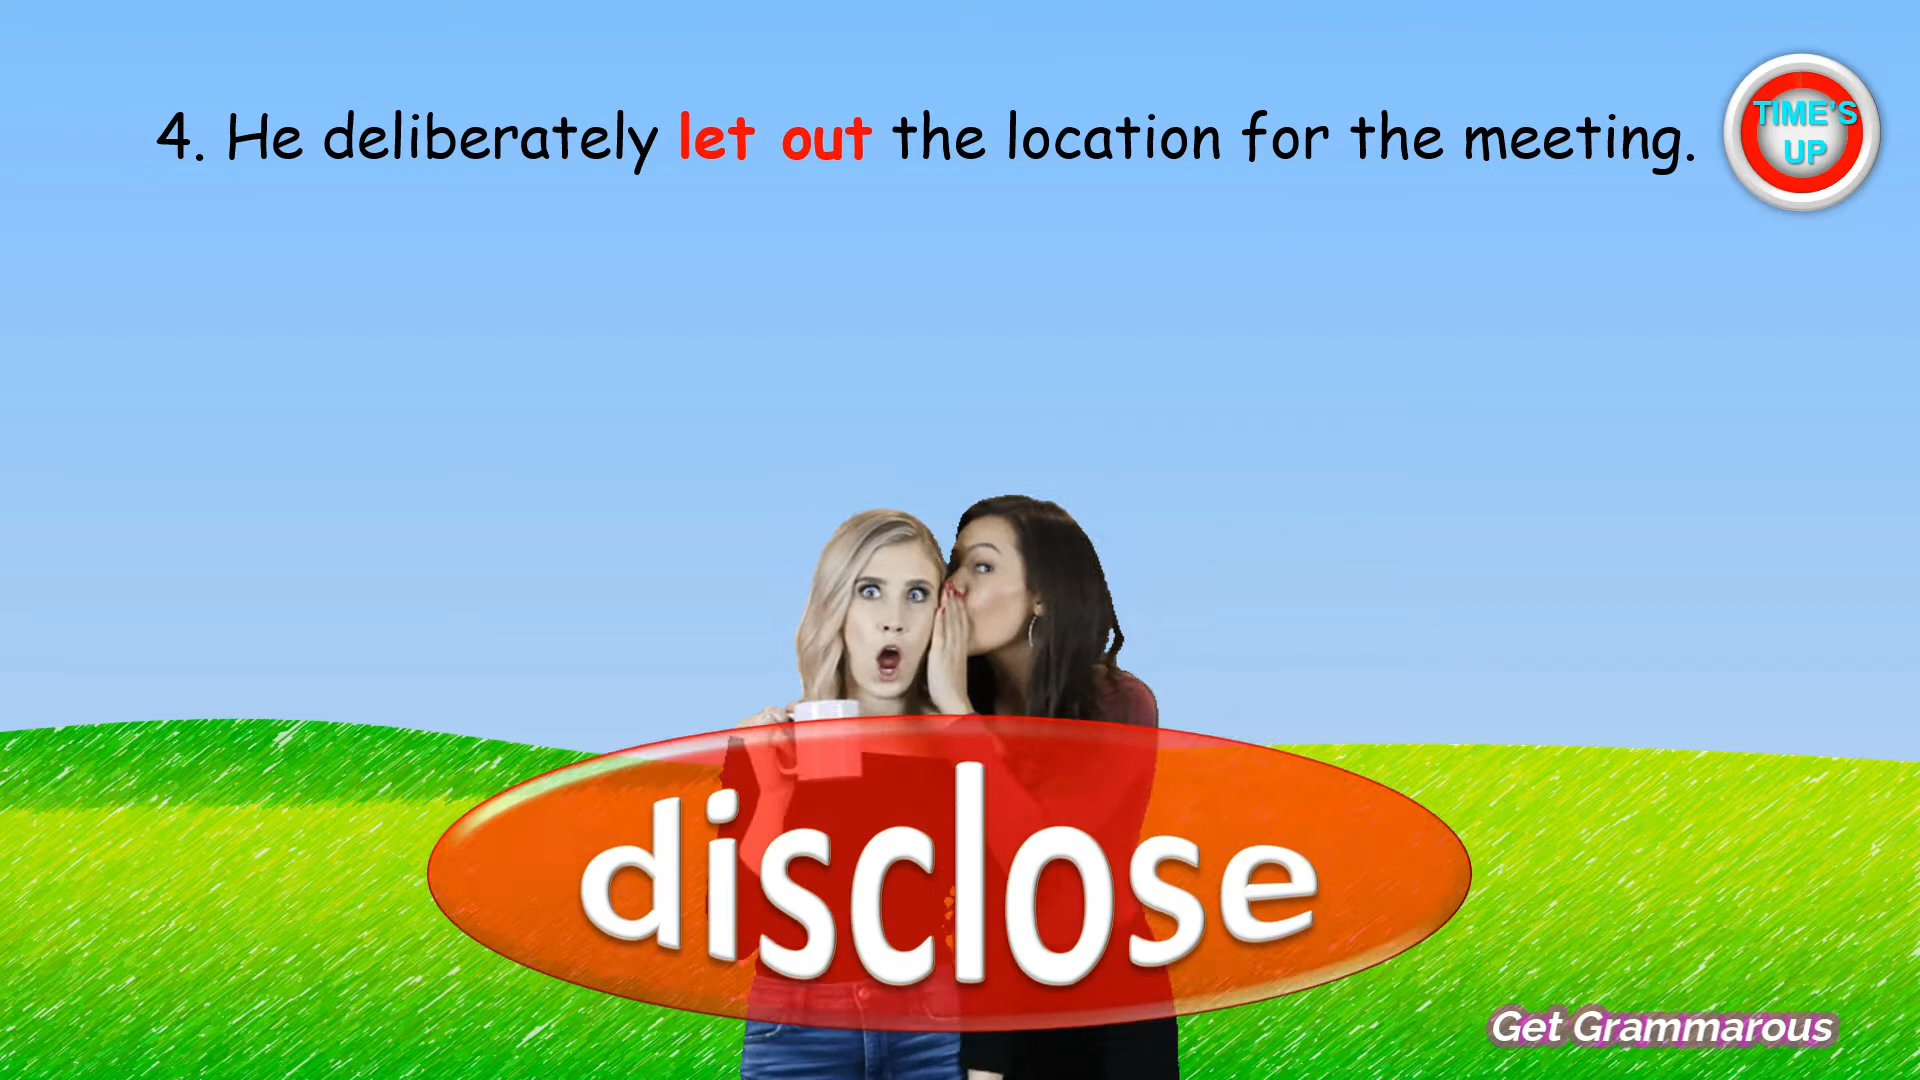 4. He deliberately let out the location for the meeting.
TIME'S
UP
disclose
Get Grammarous